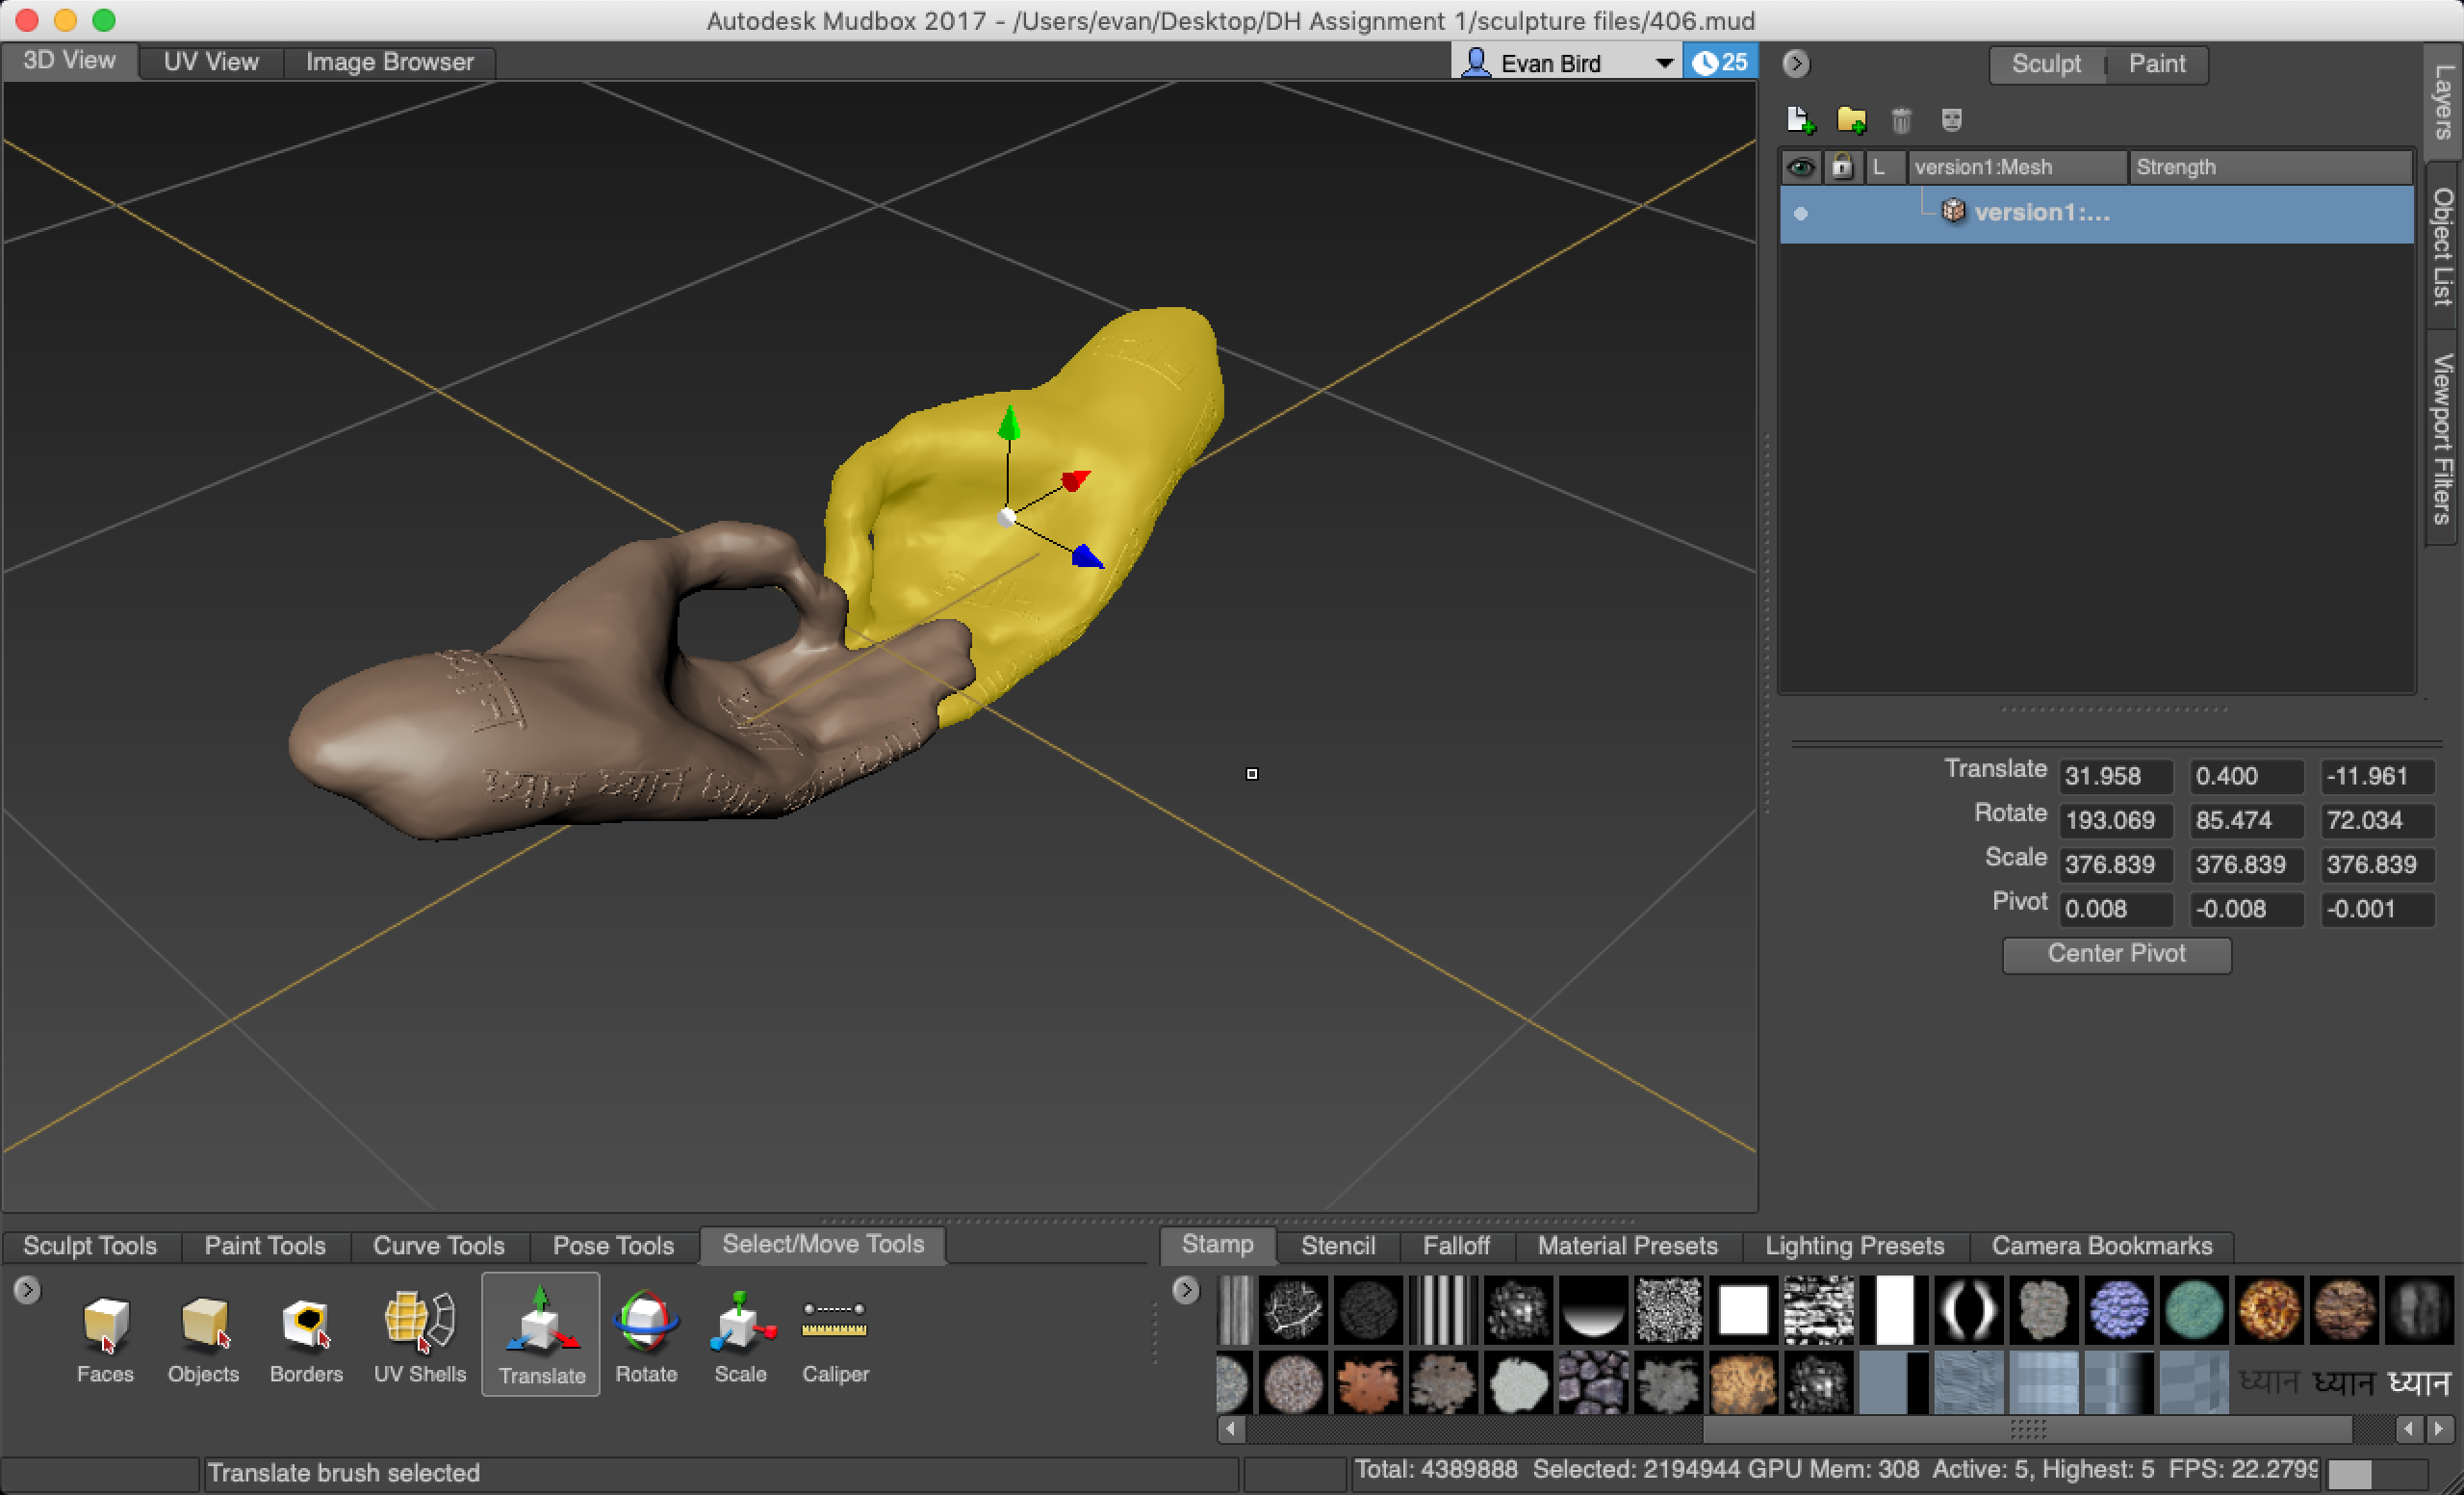 Autodesk Mudbox 2017 - /Users/evan/Desktop/DH Assignment 1/sculpture files/406.mud
3D View UV View Image Browser Evan Bird 25 Sculpt Paint
Layers
Object List
Viewport Filters
L version1:Mesh Strength
version1:...
Translate 31.958 0.400 -11.961
Rotate 193.069 85.474 72.034
Scale 376.839 376.839 376.839
Pivot 0.008 -0.008 -0.001
Center Pivot
ध्यान ध्यान ध्यान
Sculpt Tools Paint Tools Curve Tools Pose Tools Select/Move Tools Stamp Stencil Falloff Material Presets Lighting Presets Camera Bookmarks
Faces Objects Borders UV Shells Translate Rotate Scale Caliper
ध्यान ध्यान ध्यान
Translate brush selected Total: 4389888 Selected: 2194944 GPU Mem: 308 Active: 5, Highest: 5 FPS: 22.2799